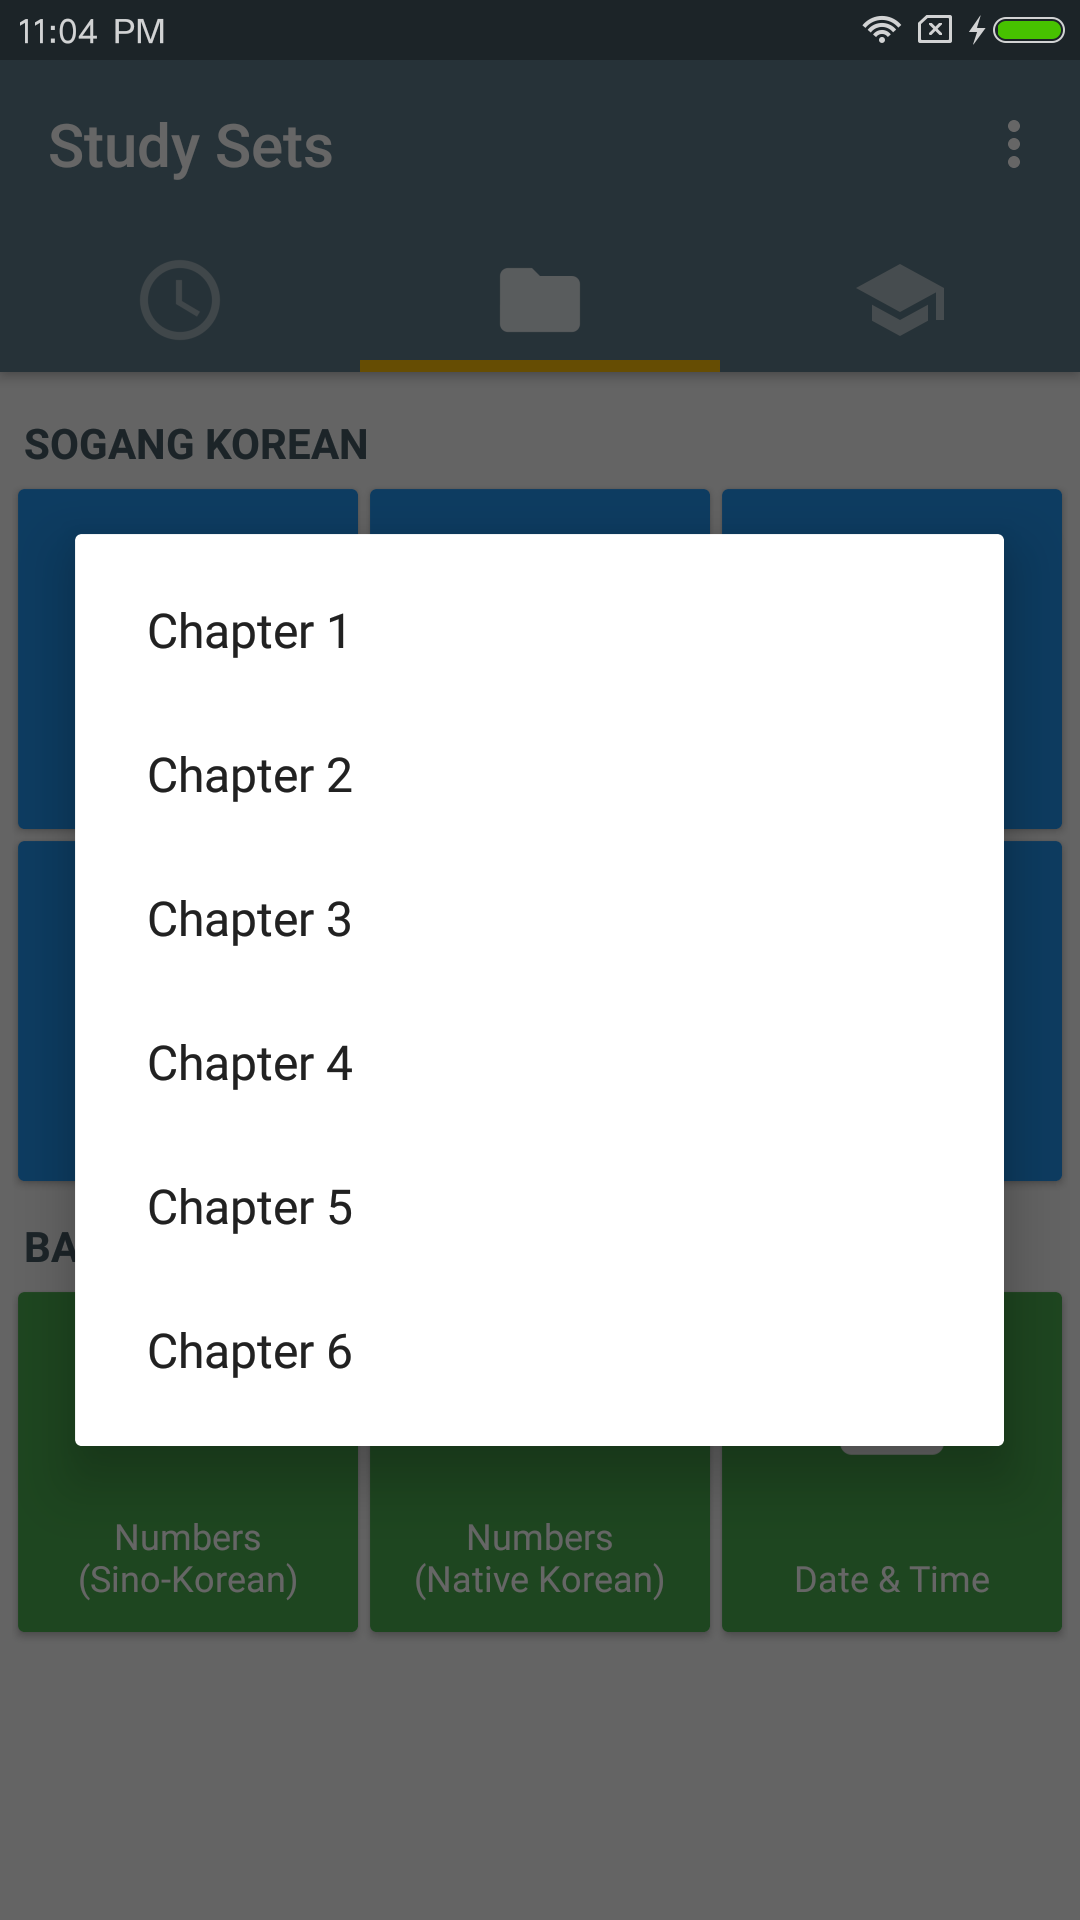 11:04 PM
Study Sets
SOGANG KOREAN
Chapter 1
Chapter 2
Chapter 3
Chapter 4
Chapter 5
Chapter 6
BA
Numbers
(Sino-Korean)
Numbers
(Native Korean)
Date & Time